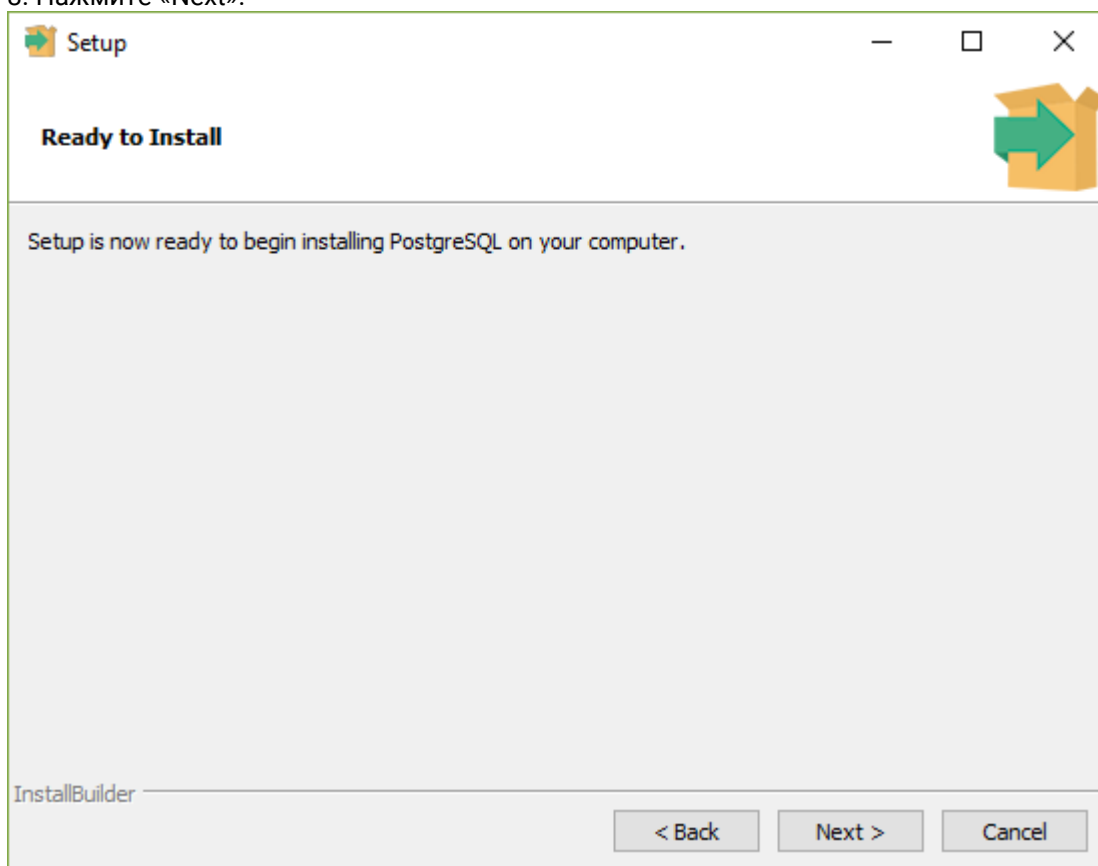 Нажмите «Next».
Setup
Ready to Install
Setup is now ready to begin installing PostgreSQL on your computer.
InstallBuilder
< Back
Next >
Cancel